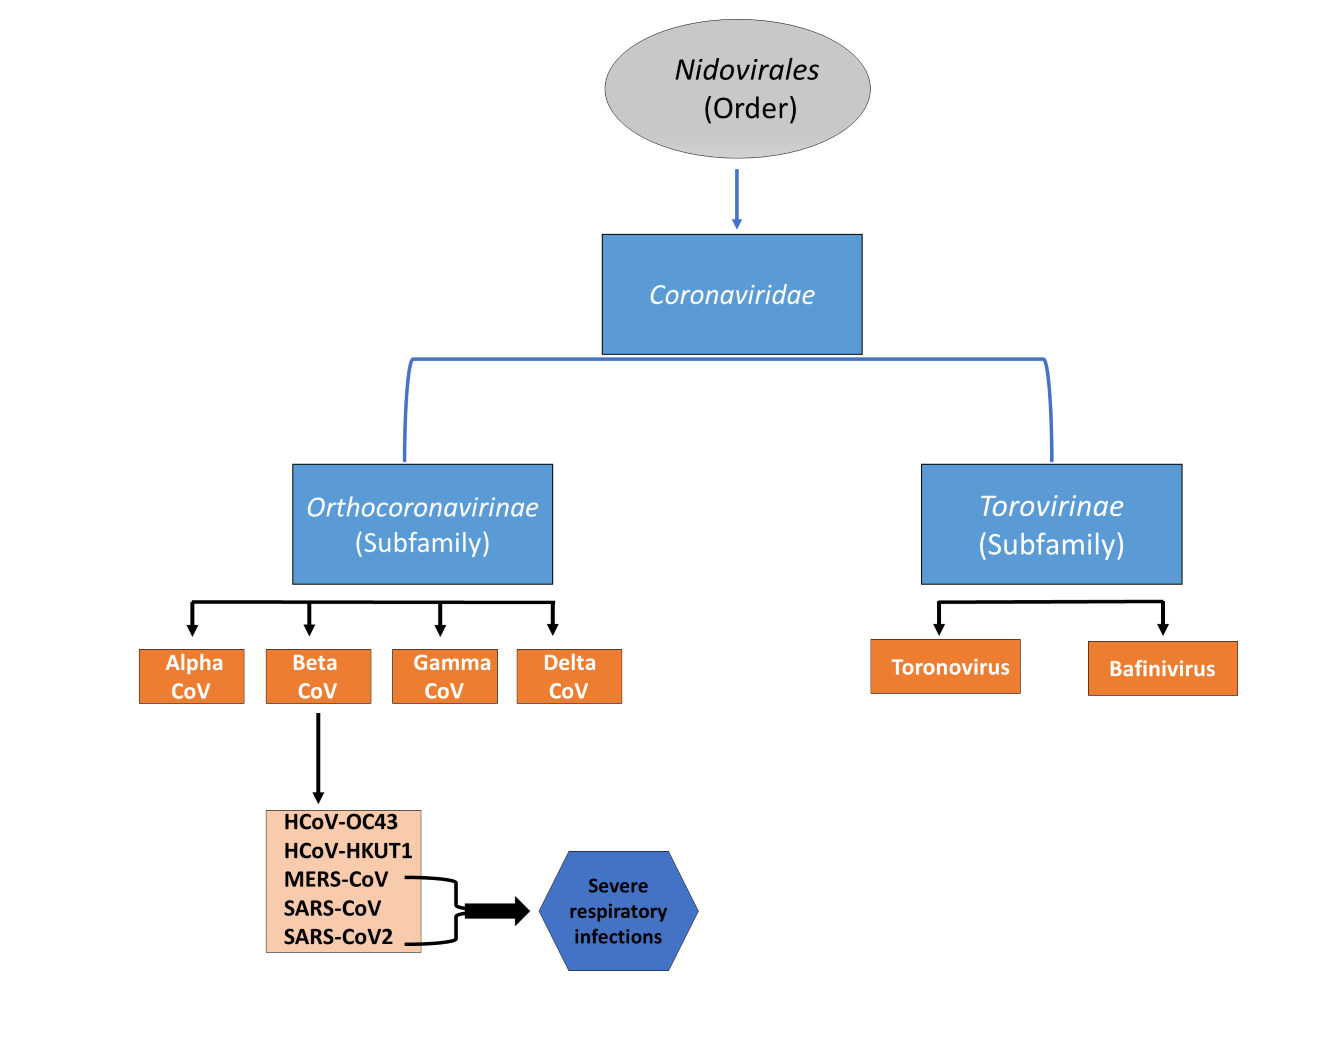 Nidovirales
(Order)
Coronaviridae
Orthocoronavirinae
(Subfamily)
Torovirinae
(Subfamily)
Alpha
CoV
Beta
CoV
Gamma
CoV
Delta
CoV
Toronovirus
Bafinivirus
HCoV-OC43
HCoV-HKUT1
MERS-CoV
SARS-CoV
SARS-CoV2
Severe
respiratory
infections